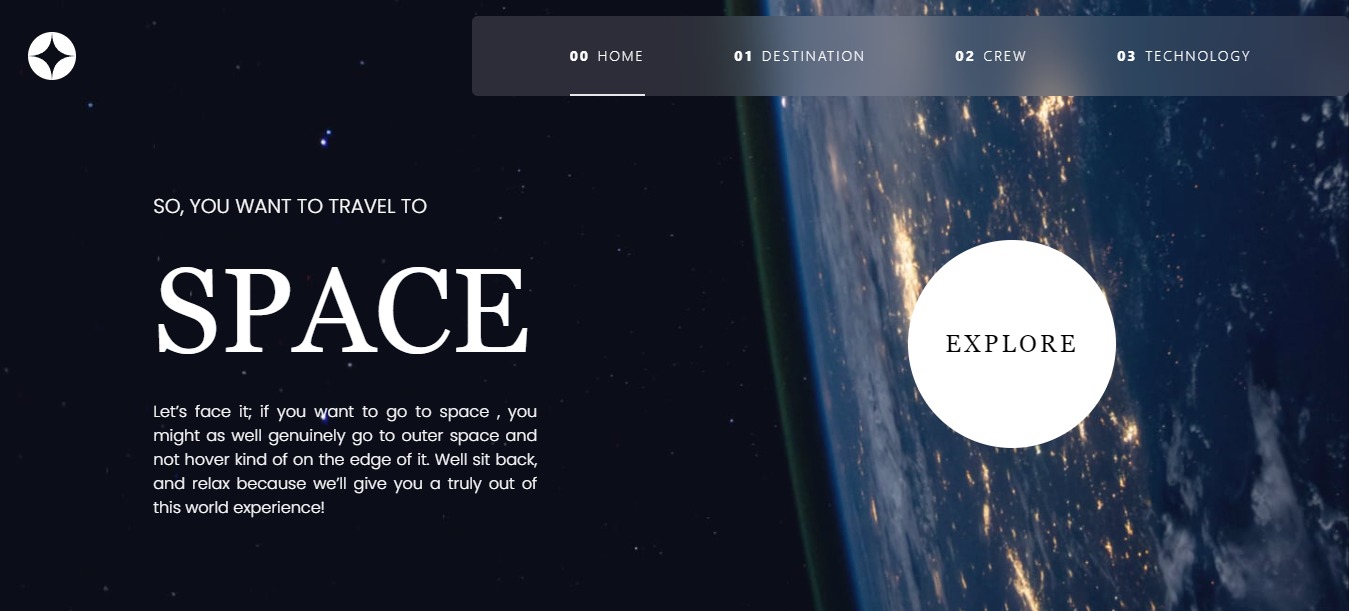 00 HOME 01 DESTINATION 02 CREW 03 TECHNOLOGY
SO, YOU WANT TO TRAVEL TO
SPACE
Let’s face it; if you want to go to space , you
might as well genuinely go to outer space and
not hover kind of on the edge of it. Well sit back,
and relax because we’ll give you a truly out of
this world experience!
EXPLORE